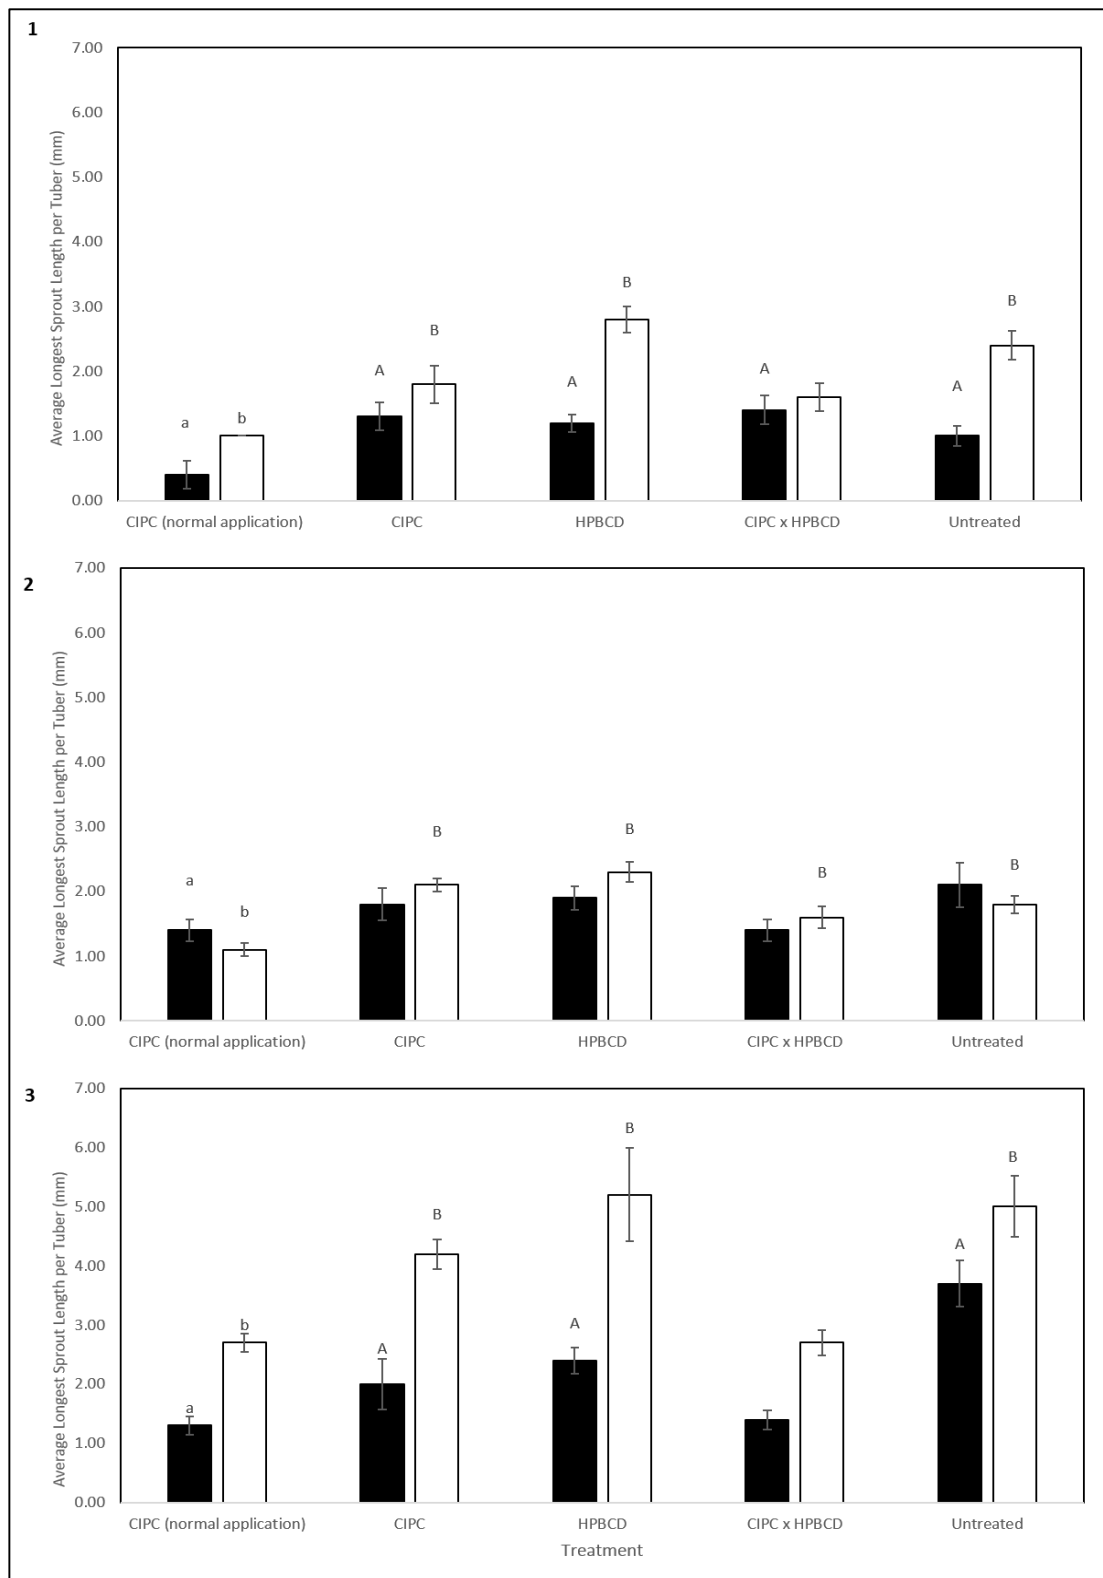 1
Average Longest Sprout Length per Tuber (mm)
7.00
6.00
5.00
4.00
3.00
2.00
1.00
0.00
a
b
A
B
A
B
A
A
B
CIPC (normal application)
CIPC
HPBCD
CIPC x HPBCD
Untreated
2
Average Longest Sprout Length per Tuber (mm)
7.00
6.00
5.00
4.00
3.00
2.00
1.00
0.00
a
b
B
B
B
B
CIPC (normal application)
CIPC
HPBCD
CIPC x HPBCD
Untreated
3
Average Longest Sprout Length per Tuber (mm)
7.00
6.00
5.00
4.00
3.00
2.00
1.00
0.00
a
b
A
B
A
B
A
B
CIPC (normal application)
CIPC
HPBCD
CIPC x HPBCD
Untreated
Treatment